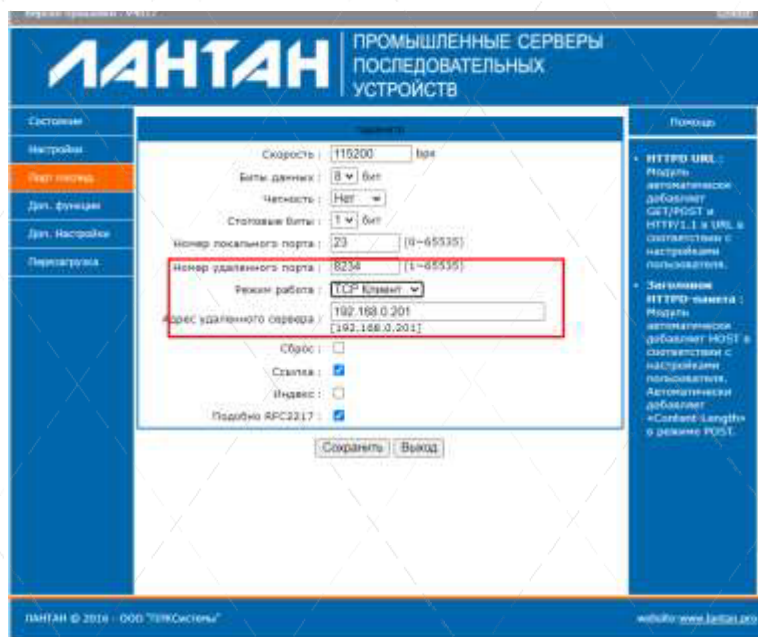 ЛАНТАН
ПРОМЫШЛЕННЫЕ СЕРВЕРЫ
ПОСЛЕДОВАТЕЛЬНЫХ
УСТРОЙСТВ
Состояние
Настройки
Порт послед.
Доп. функции
Доп. Настройки
Перезагрузка
Скорость : 115200 bps
Биты данных : 8 бит
Четность : Нет
Стоповые биты : 1 бит
Номер локального порта : 23 (0~65535)
Номер удаленного порта : 8234 (1~65535)
Режим работа : TCP Клиент
Адрес удаленного сервера : 192.168.0.201
[192.168.0.201]
Сброс :
Ссылка :
Индекс :
Подобно RFC2217 :
Сохранить Выход
Помощь
• HTTPD URL :
Модуль
автоматически
добавляет
GET/POST и
HTTP/1.1 в URL в
соответствии с
настройками
пользователя.
• Заголовок
HTTPD-пакета :
Модуль
автоматически
добавляет HOST в
соответствии с
настройками
пользователя.
Автоматически
добавляет
«Content-Length»
в режиме POST.
ЛАНТАН © 2016 - ООО "ПЛКСистемы"
website:www.lantan.pro